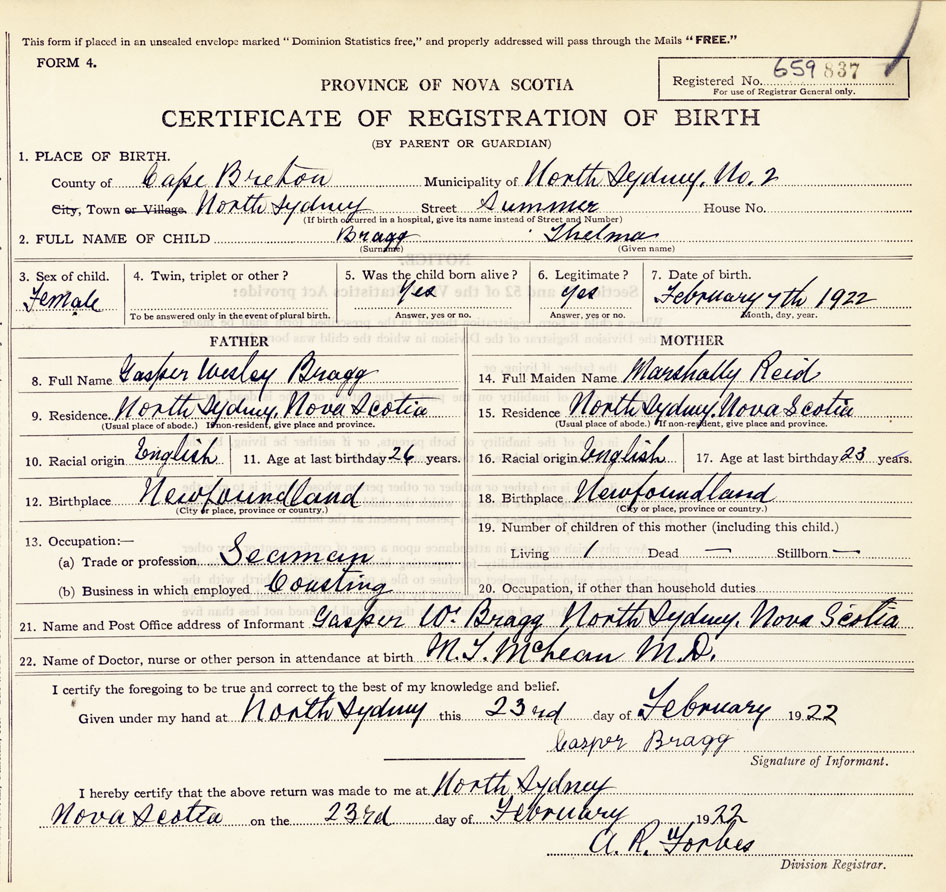 This form if placed in an unsealed envelope marked "Dominion Statistics free," and properly addressed will pass through the Mails "FREE."
FORM 4.
Registered No. 659 837
For use of Registrar General only.
PROVINCE OF NOVA SCOTIA
CERTIFICATE OF REGISTRATION OF BIRTH
(BY PARENT OR GUARDIAN)
1. PLACE OF BIRTH.
County of Cape Breton Municipality of North Sydney. No. 2
City, Town or Village North Sydney Street Summer House No.
(If birth occurred in a hospital, give its name instead of Street and Number)
2. FULL NAME OF CHILD Bragg Thelma
(Surname) (Given name)
3. Sex of child. 4. Twin, triplet or other? 5. Was the child born alive? 6. Legitimate? 7. Date of birth.
Female Yes Yes February 7th 1922
To be answered only in the event of plural birth. Answer, yes or no. Answer, yes or no. Month, day, year.
FATHER MOTHER
8. Full Name Gasper Wesley Bragg 14. Full Maiden Name Marshally Reid
9. Residence. North Sydney, Nova Scotia 15. Residence North Sydney, Nova Scotia
(Usual place of abode.) If non-resident, give place and province. (Usual place of abode.) If non-resident, give place and province.
10. Racial origin English 11. Age at last birthday 26 years. 16. Racial origin English 17. Age at last birthday 23 years.
12. Birthplace Newfoundland 18. Birthplace Newfoundland
(City or place, province or country.) (City or place, province or country.)
19. Number of children of this mother (including this child.)
13. Occupation:—
(a) Trade or profession Seaman Living 1 Dead — Stillborn —
(b) Business in which employed Cousting 20. Occupation, if other than household duties
21. Name and Post Office address of Informant Gasper W. Bragg North Sydney. Nova Scotia
22. Name of Doctor, nurse or other person in attendance at birth M. T. McLean M.D.
I certify the foregoing to be true and correct to the best of my knowledge and belief.
Given under my hand at North Sydney this 23rd day of February 1922
Casper Bragg
Signature of Informant.
I hereby certify that the above return was made to me at North Sydney
Nova Scotia on the 23rd day of February 1922
A. R. Forbes
Division Registrar.